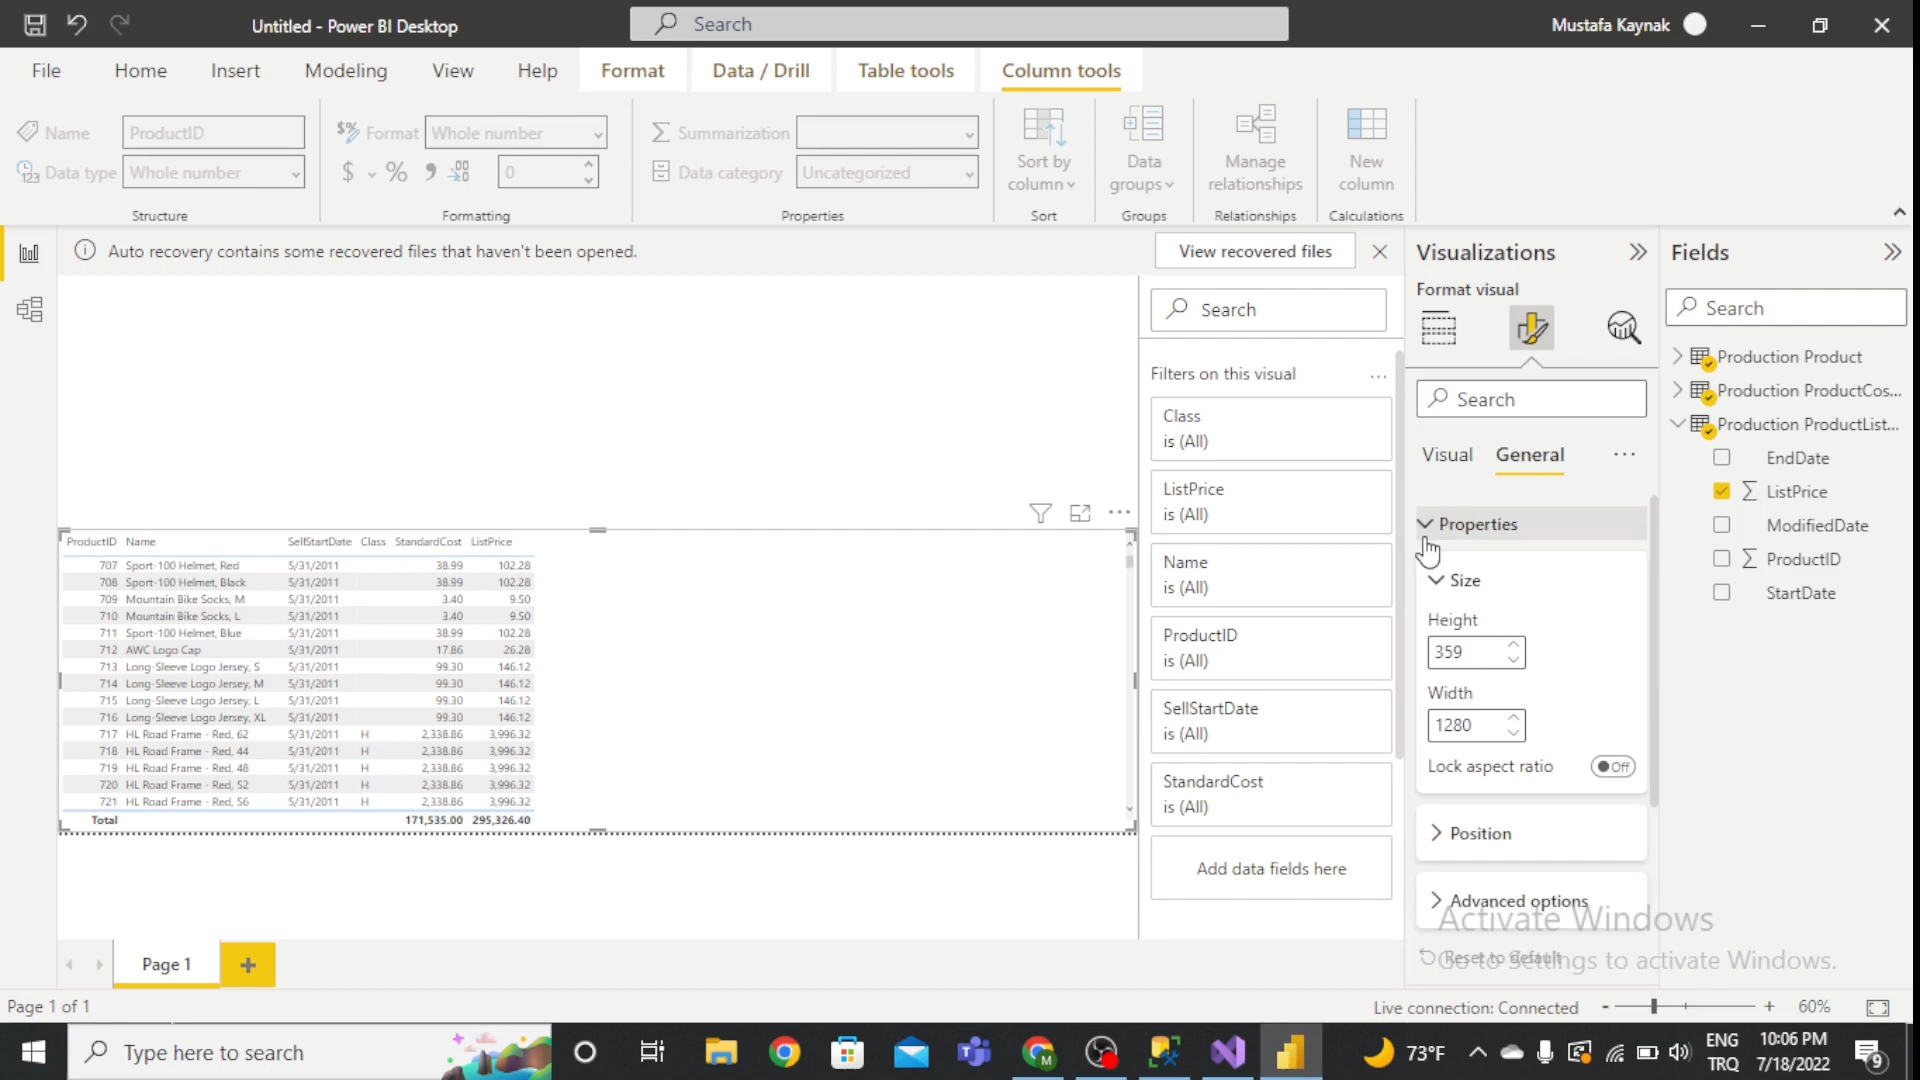 Untitled - Power BI Desktop
Search
Mustafa Kaynak
File Home Insert Modeling View Help Format Data / Drill Table tools Column tools
Name ProductID
Data type Whole number
Structure
Format Whole number
$ % 0
Formatting
Summarization
Data category Uncategorized
Properties
Sort by
column
Sort
Data
groups
Groups
Manage
relationships
Relationships
New
column
Calculations
Auto recovery contains some recovered files that haven't been opened.
View recovered files
ProductID Name SellStartDate Class StandardCost ListPrice
707 Sport-100 Helmet, Red 5/31/2011 38.99 102.28
708 Sport-100 Helmet, Black 5/31/2011 38.99 102.28
709 Mountain Bike Socks, M 5/31/2011 3.40 9.50
710 Mountain Bike Socks, L 5/31/2011 3.40 9.50
711 Sport-100 Helmet, Blue 5/31/2011 38.99 102.28
712 AWC Logo Cap 5/31/2011 17.86 26.28
713 Long-Sleeve Logo Jersey, S 5/31/2011 99.30 146.12
714 Long-Sleeve Logo Jersey, M 5/31/2011 99.30 146.12
715 Long-Sleeve Logo Jersey, L 5/31/2011 99.30 146.12
716 Long-Sleeve Logo Jersey, XL 5/31/2011 99.30 146.12
717 HL Road Frame - Red, 62 5/31/2011 H 2,338.86 3,996.32
718 HL Road Frame - Red, 44 5/31/2011 H 2,338.86 3,996.32
719 HL Road Frame - Red, 48 5/31/2011 H 2,338.86 3,996.32
720 HL Road Frame - Red, 52 5/31/2011 H 2,338.86 3,996.32
721 HL Road Frame - Red, 56 5/31/2011 H 2,338.86 3,996.32
Total 171,535.00 295,326.40
Search
Filters on this visual
Class
is (All)
ListPrice
is (All)
Name
is (All)
ProductID
is (All)
SellStartDate
is (All)
StandardCost
is (All)
Add data fields here
Visualizations
Format visual
Search
Visual General
Properties
Size
Height
359
Width
1280
Lock aspect ratio Off
Position
Advanced options
Reset to default
Fields
Search
Production Product
Production ProductCos...
Production ProductList...
EndDate
ListPrice
ModifiedDate
ProductID
StartDate
Activate Windows
Go to Settings to activate Windows.
Page 1
Page 1 of 1
Live connection: Connected
60%
Type here to search
73°F
ENG
TRQ
10:06 PM
7/18/2022
9